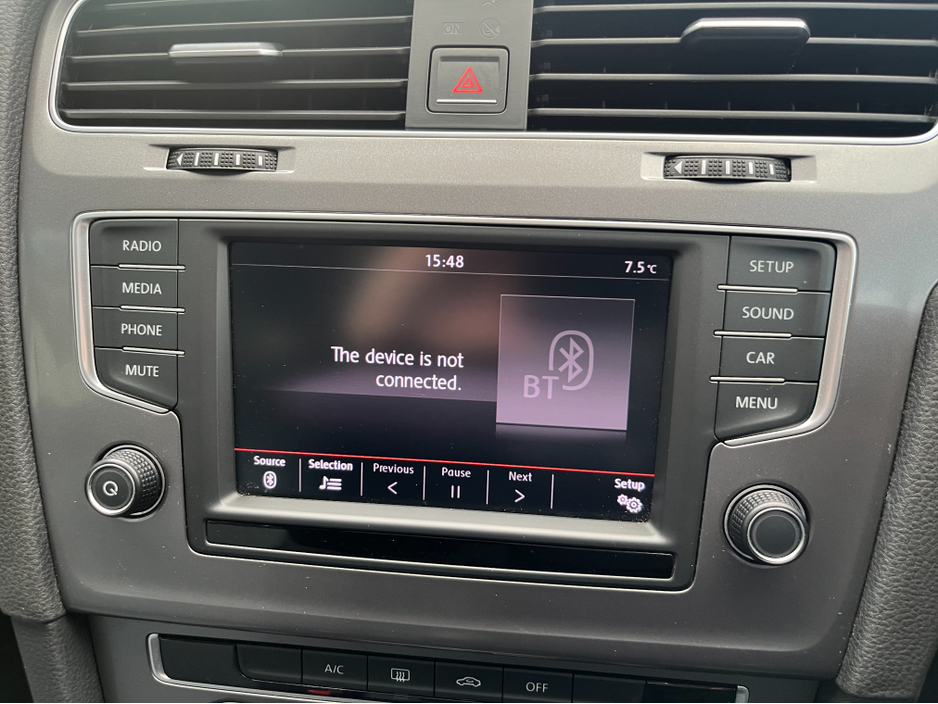 ON
RADIO
MEDIA
PHONE
MUTE
15:48
7.5°C
The device is not
connected.
BT
Source
Selection
Previous
Pause
Next
Setup
SETUP
SOUND
CAR
MENU
A/C
OFF